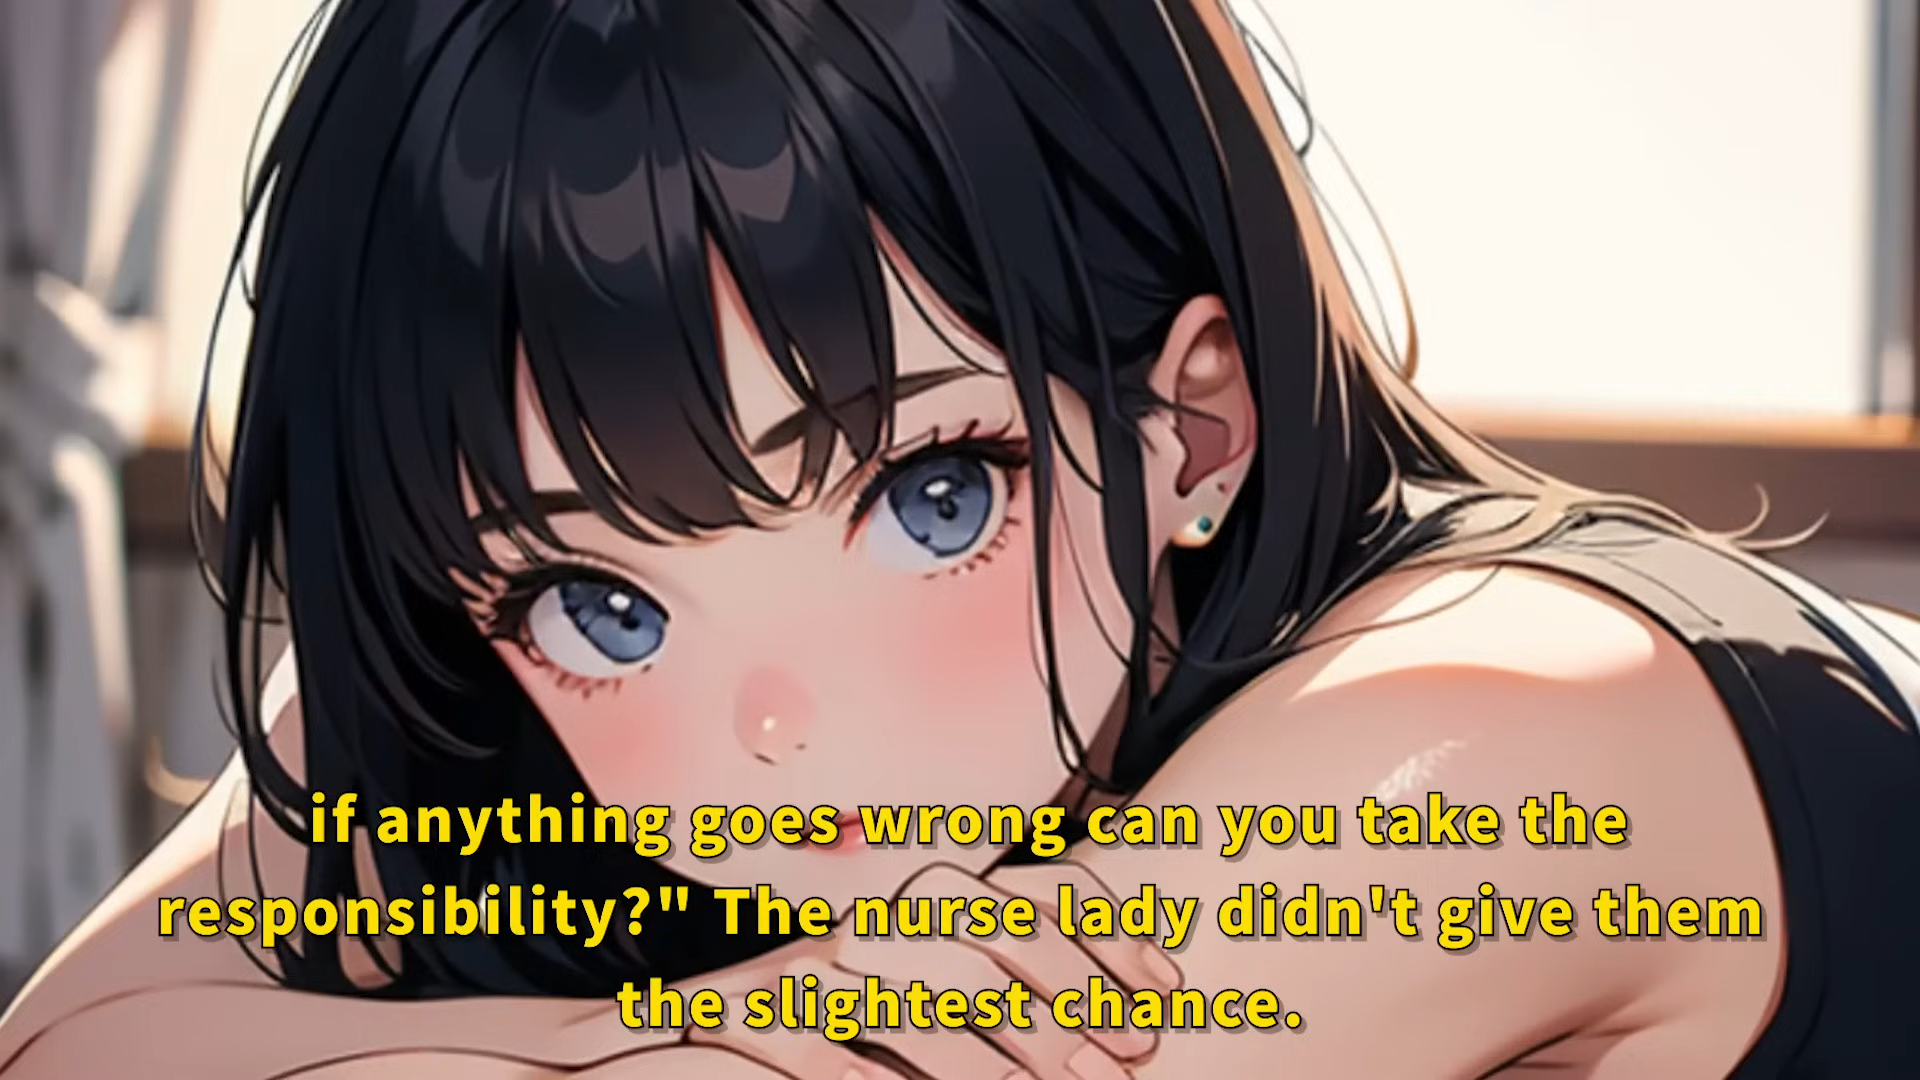 if anything goes wrong can you take the
responsibility?" The nurse lady didn't give them
the slightest chance.